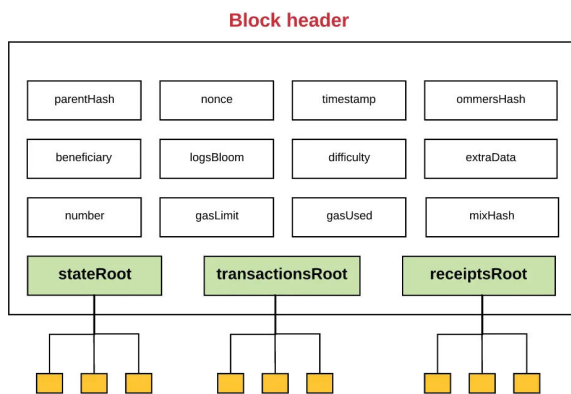 Block header
parentHash nonce timestamp ommersHash
beneficiary logsBloom difficulty extraData
number gasLimit gasUsed mixHash
stateRoot transactionsRoot receiptsRoot